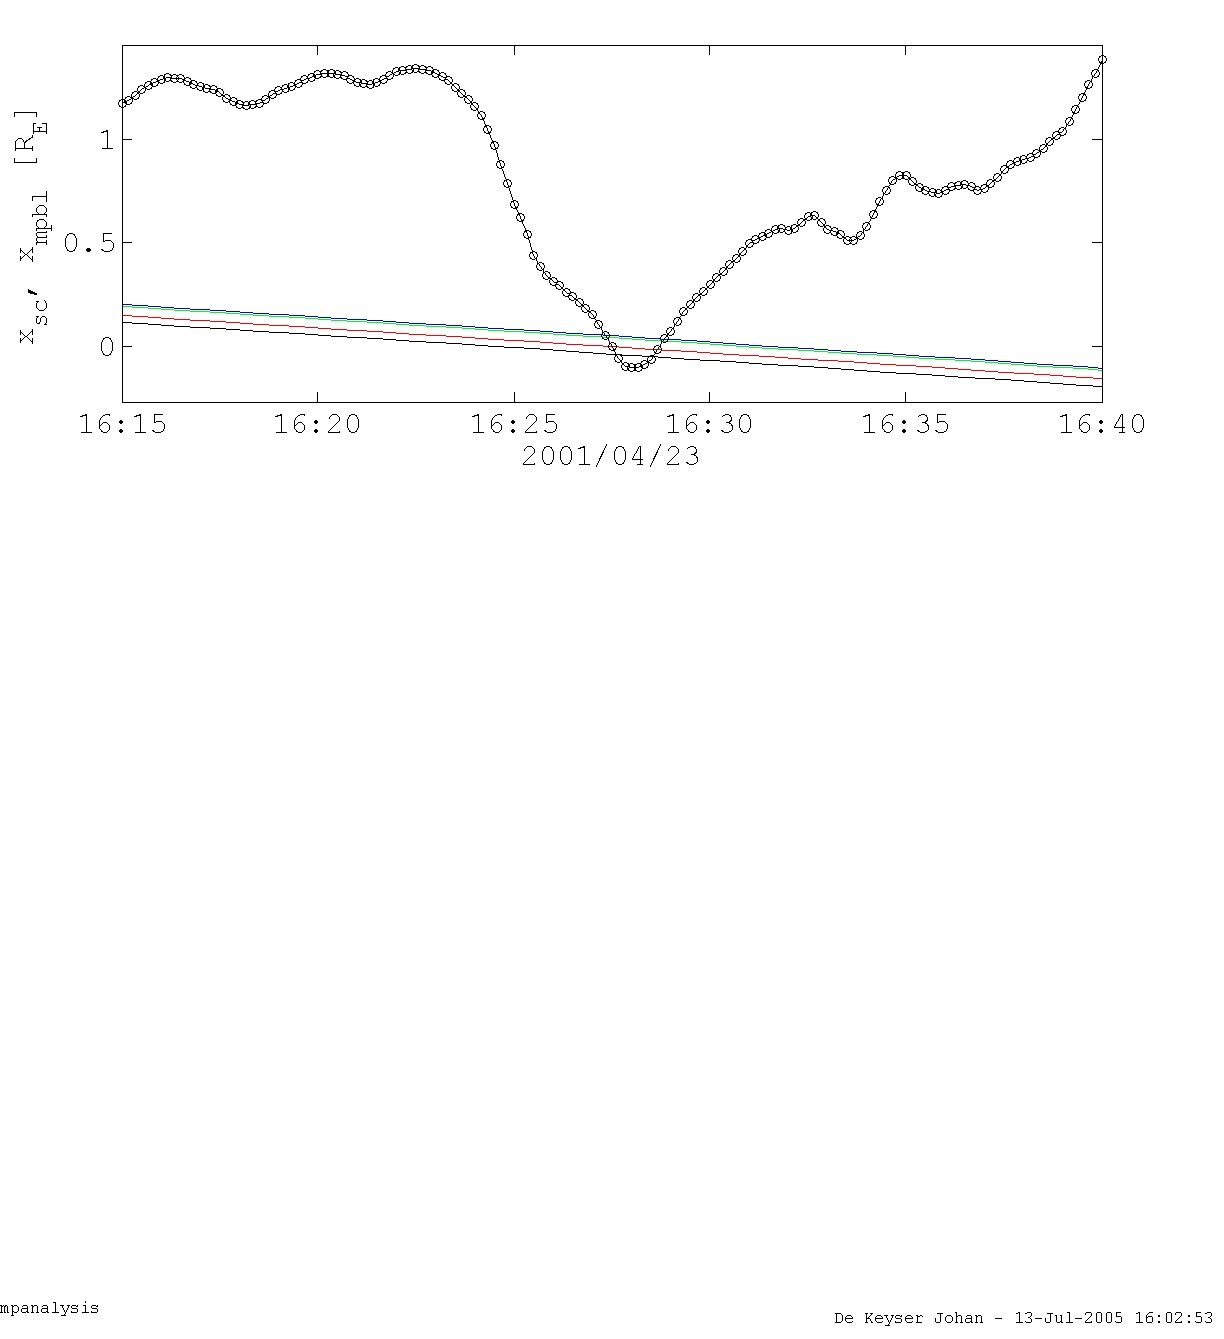 x_sc, x_mpbl [R_E]
1
0.5
0
16:15 16:20 16:25 16:30 16:35 16:40
2001/04/23
mpanalysis
De Keyser Johan - 13-Jul-2005 16:02:53